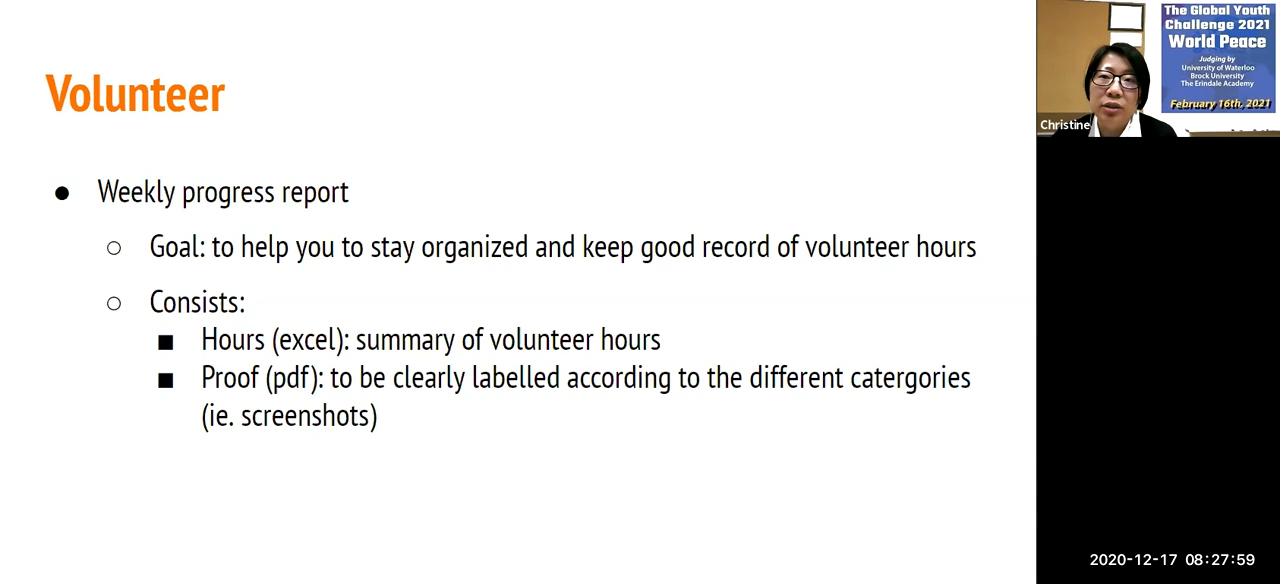 Volunteer
● Weekly progress report
○ Goal: to help you to stay organized and keep good record of volunteer hours
○ Consists:
■ Hours (excel): summary of volunteer hours
■ Proof (pdf): to be clearly labelled according to the different catergories
(ie. screenshots)
The Global Youth
Challenge 2021
World Peace
Judging by
University of Waterloo
Brock University
The Erindale Academy
February 16th, 2021
Christine
2020-12-17 08:27:59